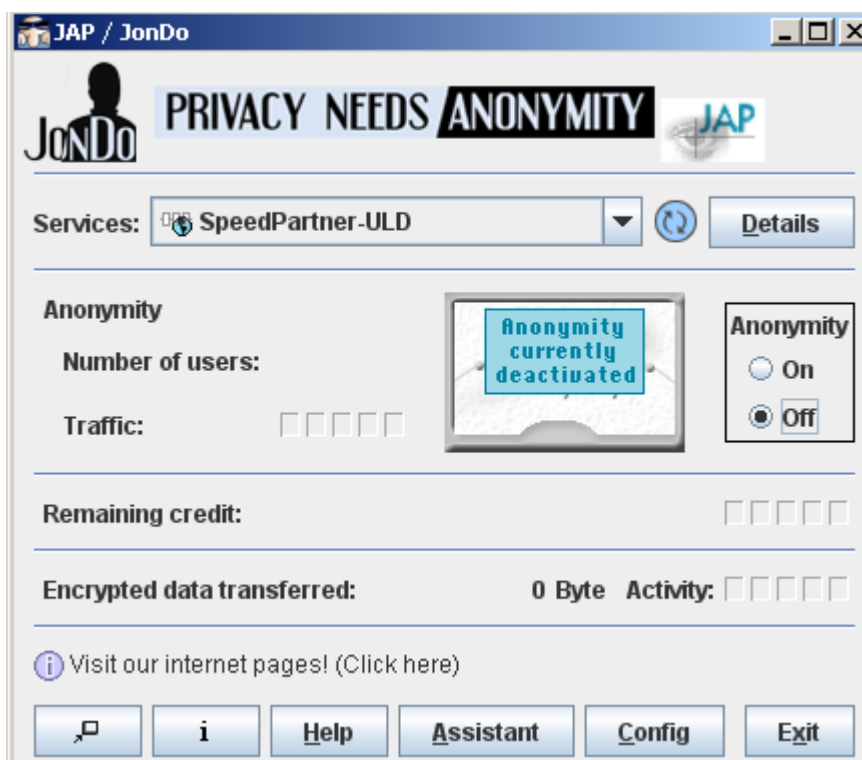 JAP / JonDo
JONDO PRIVACY NEEDS ANONYMITY JAP
Services: SpeedPartner-ULD Details
Anonymity
Number of users:
Traffic:
Anonymity
currently
deactivated
Anonymity
On
Off
Remaining credit:
Encrypted data transferred: 0 Byte Activity:
i Visit our internet pages! (Click here)
i Help Assistant Config Exit